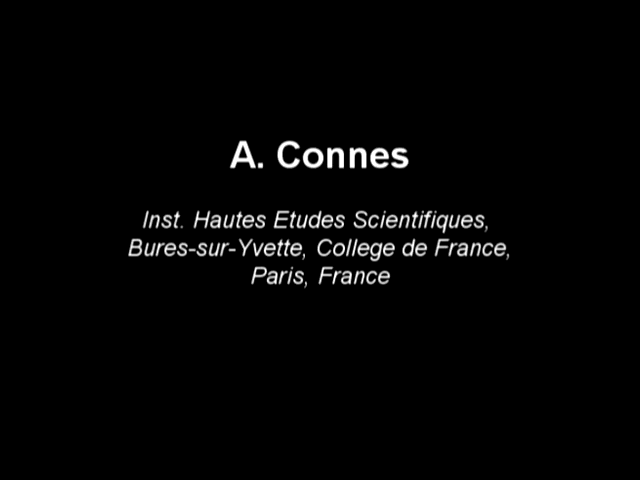 A. Connes
Inst. Hautes Etudes Scientifiques,
Bures-sur-Yvette, College de France,
Paris, France